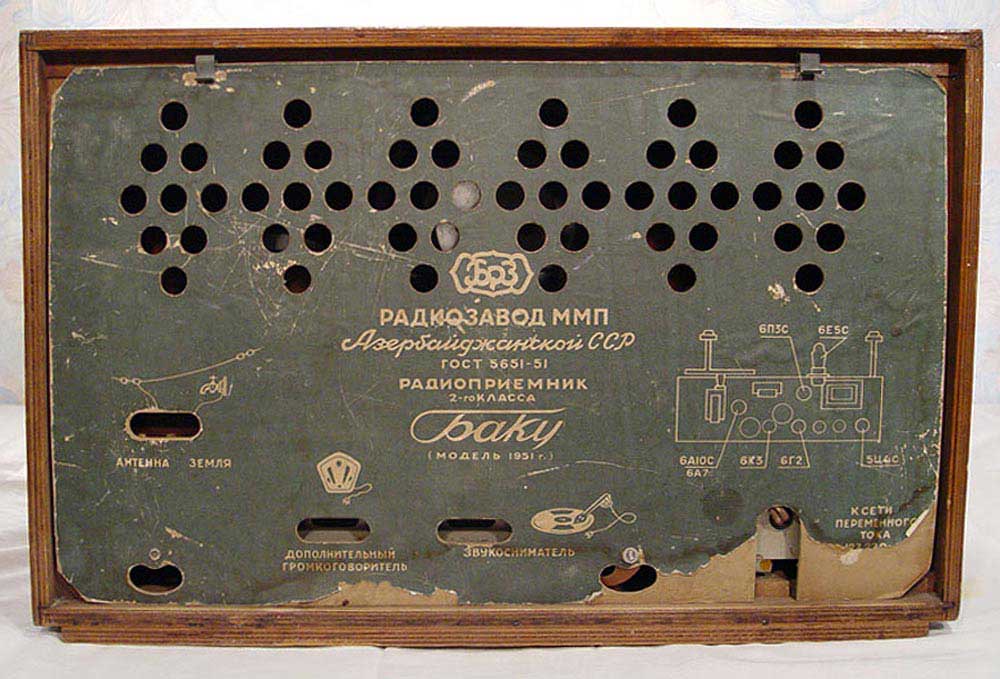 БРЗ
РАДИОЗАВОД ММП
Азербайджанской ССР
ГОСТ 5651-51
РАДИОПРИЕМНИК
2-го КЛАССА
Баку
(МОДЕЛЬ 1951 г.)
АНТЕННА ЗЕМЛЯ
6П3С 6Е5С
6А10С 6К3 6Г2 5Ц4С
6А7
ДОПОЛНИТЕЛЬНЫЙ
ГРОМКОГОВОРИТЕЛЬ
ЗВУКОСНИМАТЕЛЬ
К СЕТИ
ПЕРЕМЕННОГО
ТОКА